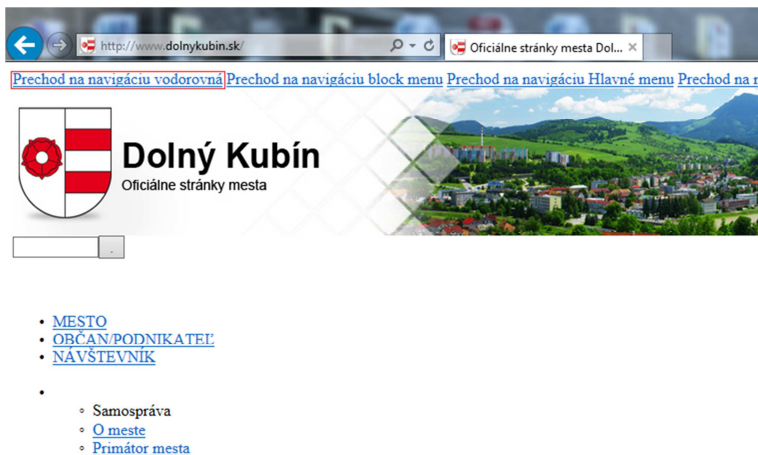 http://www.dolnykubin.sk/
Oficiálne stránky mesta Dol...
Prechod na navigáciu vodorovná Prechod na navigáciu block menu Prechod na navigáciu Hlavné menu Prechod na
Dolný Kubín
Oficiálne stránky mesta
.
MESTO
OBČAN/PODNIKATEĽ
NÁVŠTEVNÍK
Samospráva
O meste
Primátor mesta